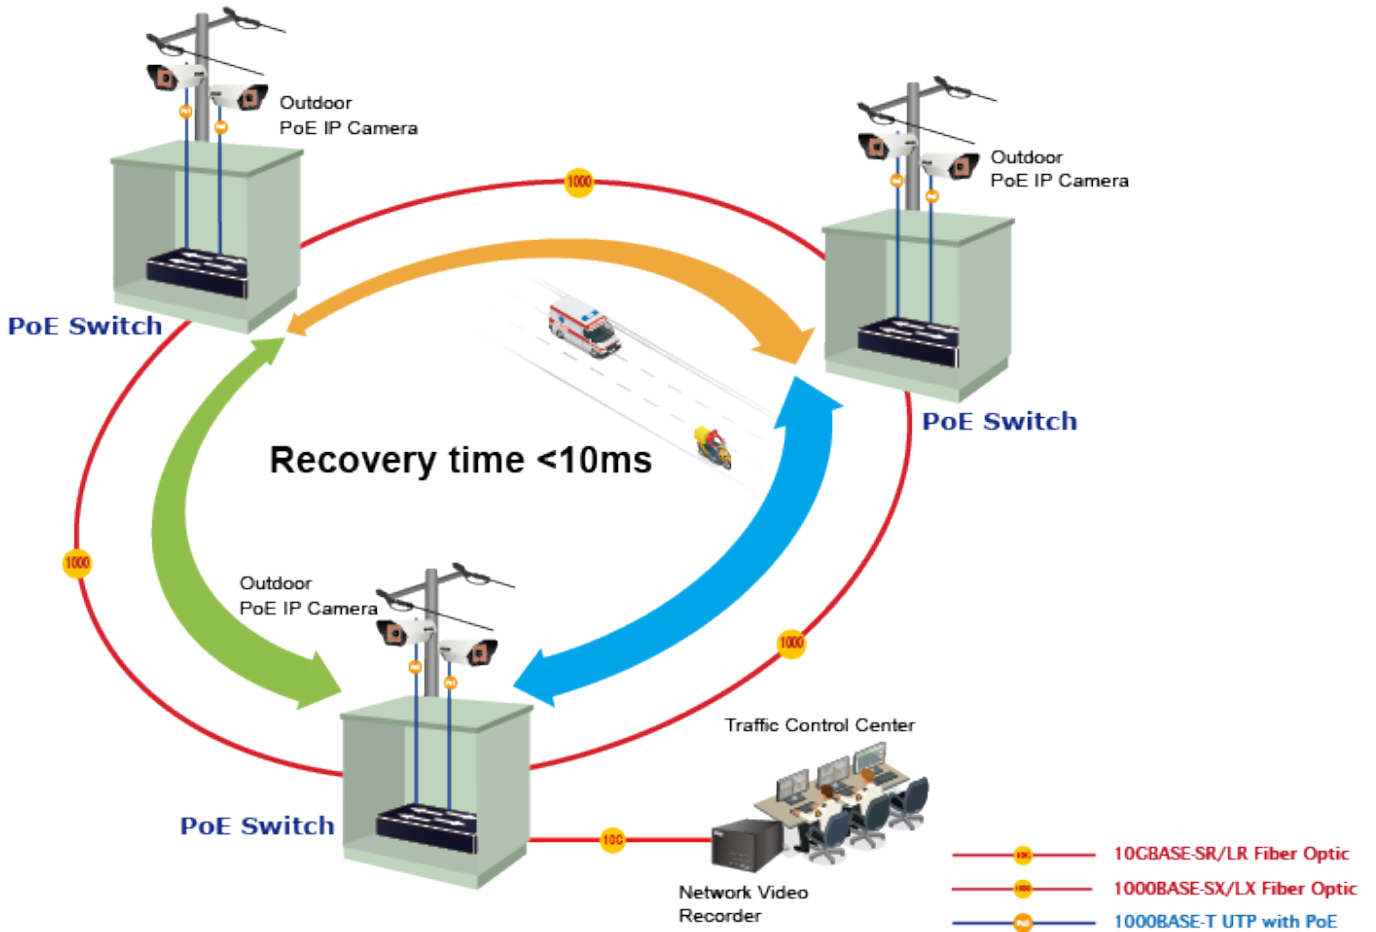 Outdoor
PoE IP Camera
Outdoor
PoE IP Camera
1000
PoE Switch
PoE Switch
Recovery time <10ms
1000
Outdoor
PoE IP Camera
1000
Traffic Control Center
PoE Switch
10G
Network Video
Recorder
10GBASE-SR/LR Fiber Optic
1000BASE-SX/LX Fiber Optic
1000BASE-T UTP with PoE